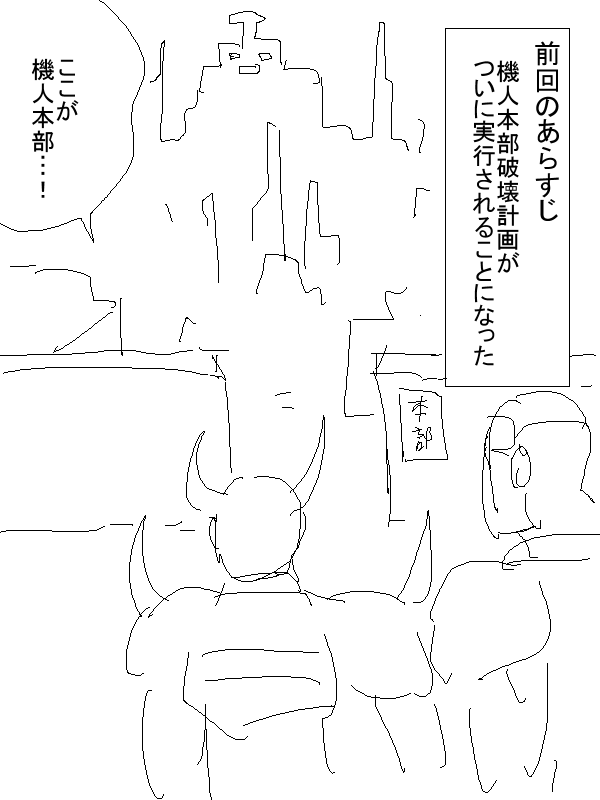 前回のあらすじ
機人本部破壊計画が
ついに実行されることになった
ここが
機人本部…！
本部